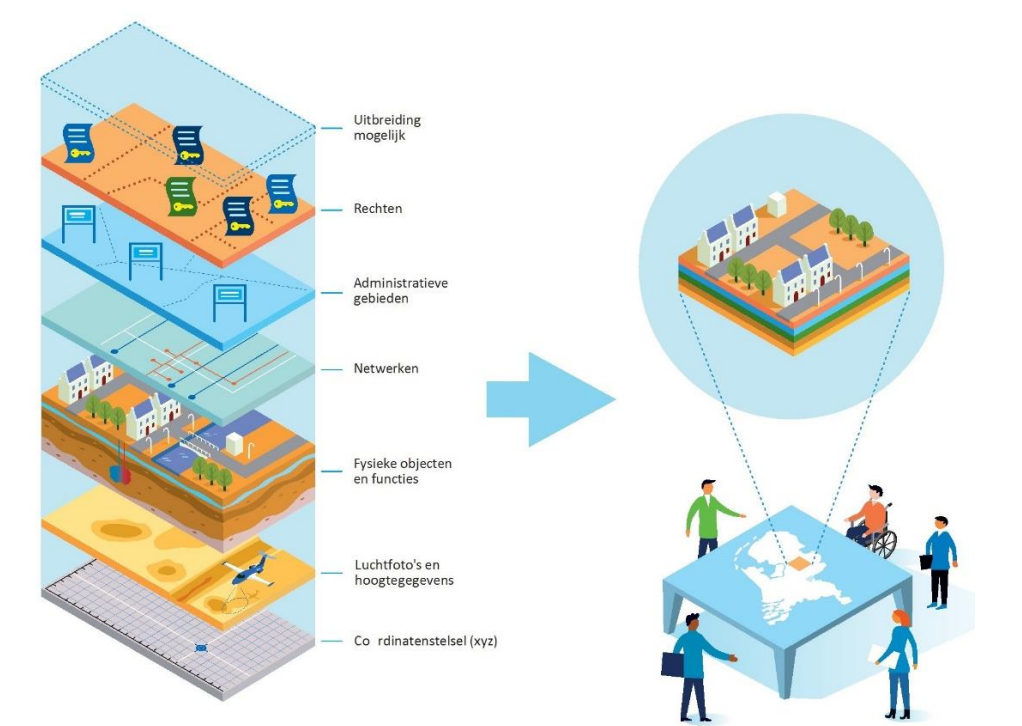 Uitbreiding
mogelijk
Rechten
Administratieve
gebieden
Netwerken
Fysieke objecten
en functies
Luchtfoto's en
hoogtegegevens
Co rdinatenstelsel (xyz)